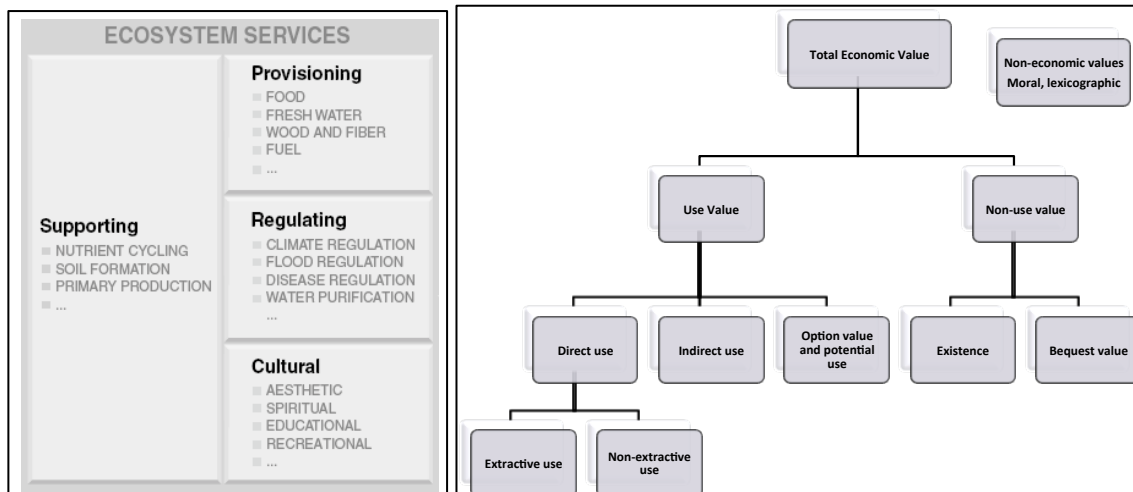 ECOSYSTEM SERVICES
Supporting
NUTRIENT CYCLING
SOIL FORMATION
PRIMARY PRODUCTION
...
Provisioning
FOOD
FRESH WATER
WOOD AND FIBER
FUEL
...
Regulating
CLIMATE REGULATION
FLOOD REGULATION
DISEASE REGULATION
WATER PURIFICATION
...
Cultural
AESTHETIC
SPIRITUAL
EDUCATIONAL
RECREATIONAL
...
Total Economic Value
Non-economic values
Moral, lexicographic
Use Value
Non-use value
Direct use
Indirect use
Option value
and potential
use
Existence
Bequest value
Extractive use
Non-extractive
use